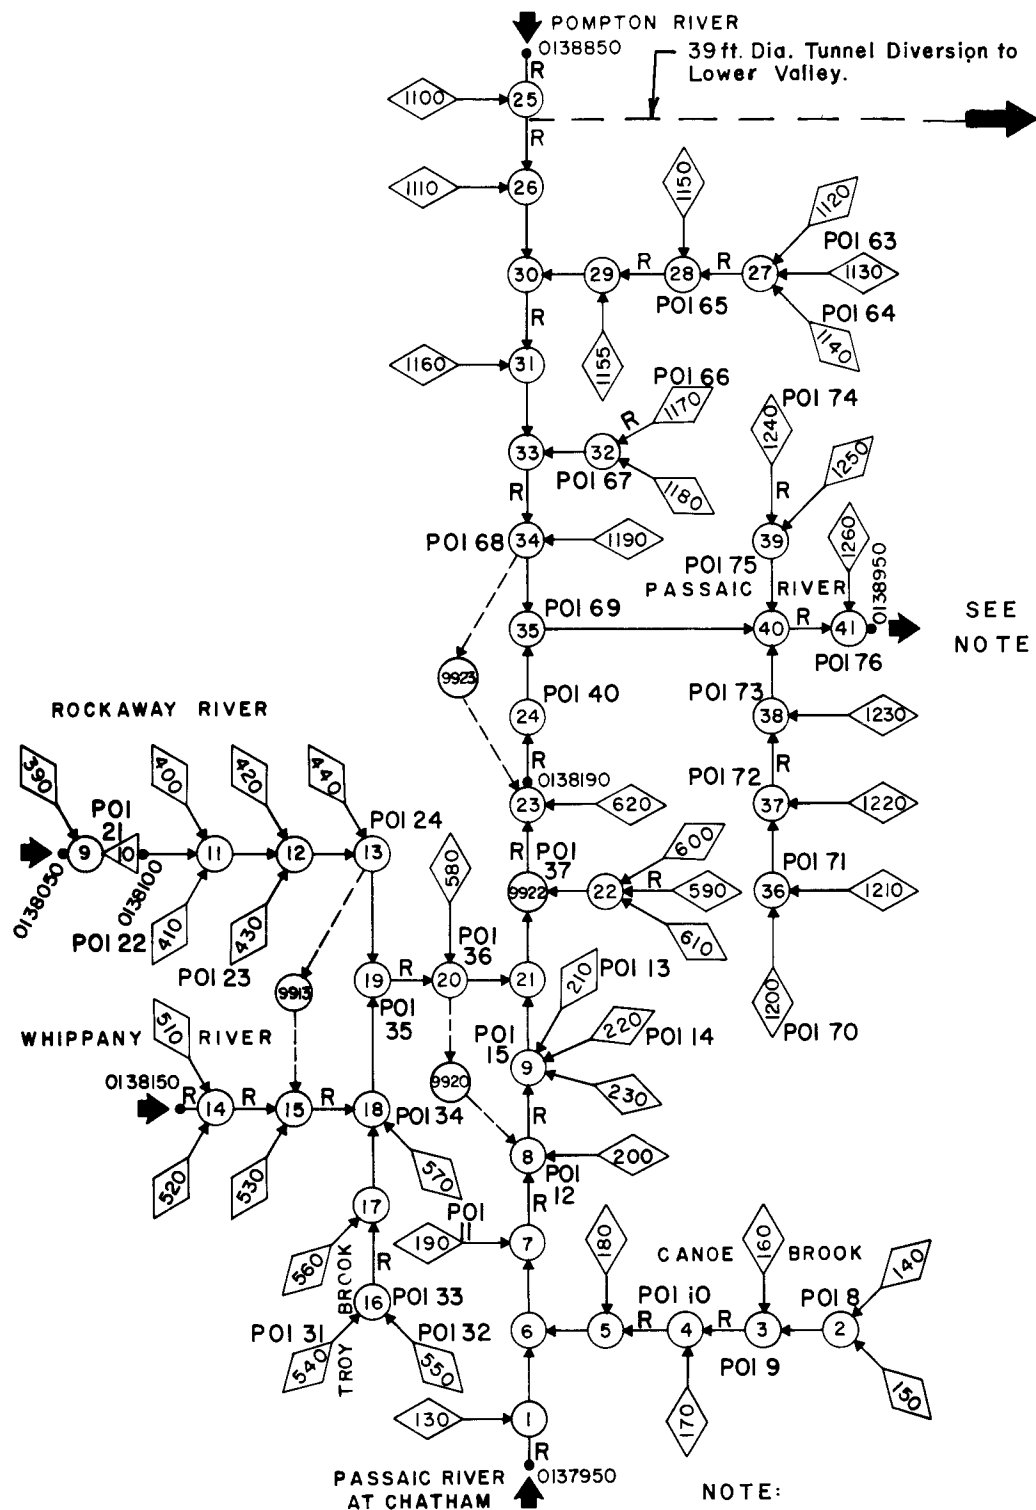 POMPTON RIVER
0138850
39 ft. Dia. Tunnel Diversion to
Lower Valley.
R
1100
25
R
1110
26
1150
1120
POI 63
30
R
29
R
28
R
27
1130
POI 65
POI 64
1140
R
1155
1160
31
POI 66
1170
R
POI 74
1240
1250
33
32
POI 67
1180
R
R
POI 68
34
1190
39
1260
0138950
POI 75
PASSAIC RIVER
POI 69
35
40
R
41
SEE
NOTE
POI 76
9923
POI 40
POI 73
24
38
1230
ROCKAWAY RIVER
R
R
390
400
420
440
0138190
POI 72
23
620
37
1220
POI
21
POI 24
9
10
11
12
13
580
R
POI
37
600
R
POI 71
0138050
0138100
9922
22
590
36
1210
POI 22
410
430
POI
36
610
POI 23
1200
POI 70
9913
19
R
20
21
210
POI 13
POI
35
WHIPPANY RIVER
510
POI
15
220
POI 14
9
9920
230
0138150
R
14
R
15
R
18
POI 34
R
8
200
520
530
570
POI
12
17
R
POI
11
190
7
560
TROY BROOK
R
180
CANOE BROOK
160
140
16
POI 33
POI 10
POI 8
6
5
R
4
R
3
2
POI 31
POI 32
POI 9
540
550
170
150
130
1
R
0137950
PASSAIC RIVER
AT CHATHAM
NOTE: